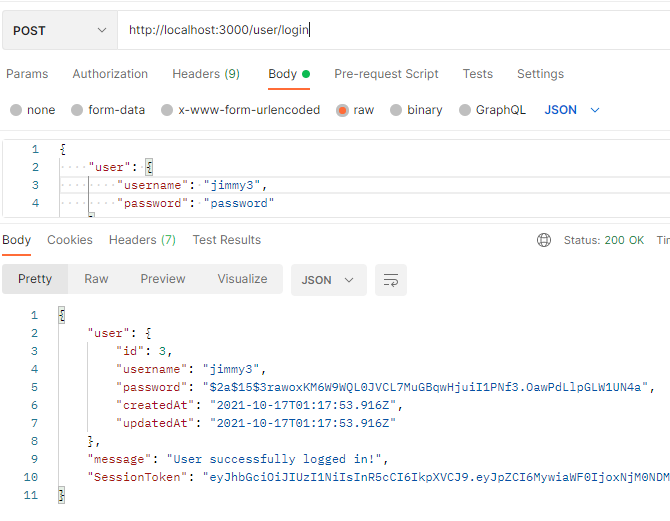 POST http://localhost:3000/user/login
Params Authorization Headers (9) Body Pre-request Script Tests Settings
none form-data x-www-form-urlencoded raw binary GraphQL JSON
1 {
2 "user": {
3 "username": "jimmy3",
4 "password": "password"
Body Cookies Headers (7) Test Results Status: 200 OK Tir
Pretty Raw Preview Visualize JSON
1 {
2 "user": {
3 "id": 3,
4 "username": "jimmy3",
5 "password": "$2a$15$3rawoxKM6W9WQL0JVCL7MuGBqwHjuiI1PNf3.OawPdLlpGLW1UN4a",
6 "createdAt": "2021-10-17T01:17:53.916Z",
7 "updatedAt": "2021-10-17T01:17:53.916Z"
8 },
9 "message": "User successfully logged in!",
10 "SessionToken": "eyJhbGciOiJIUzI1NiIsInR5cCI6IkpXVCJ9.eyJpZCI6MywiaWF0IjoxNjM0NDM
11 }